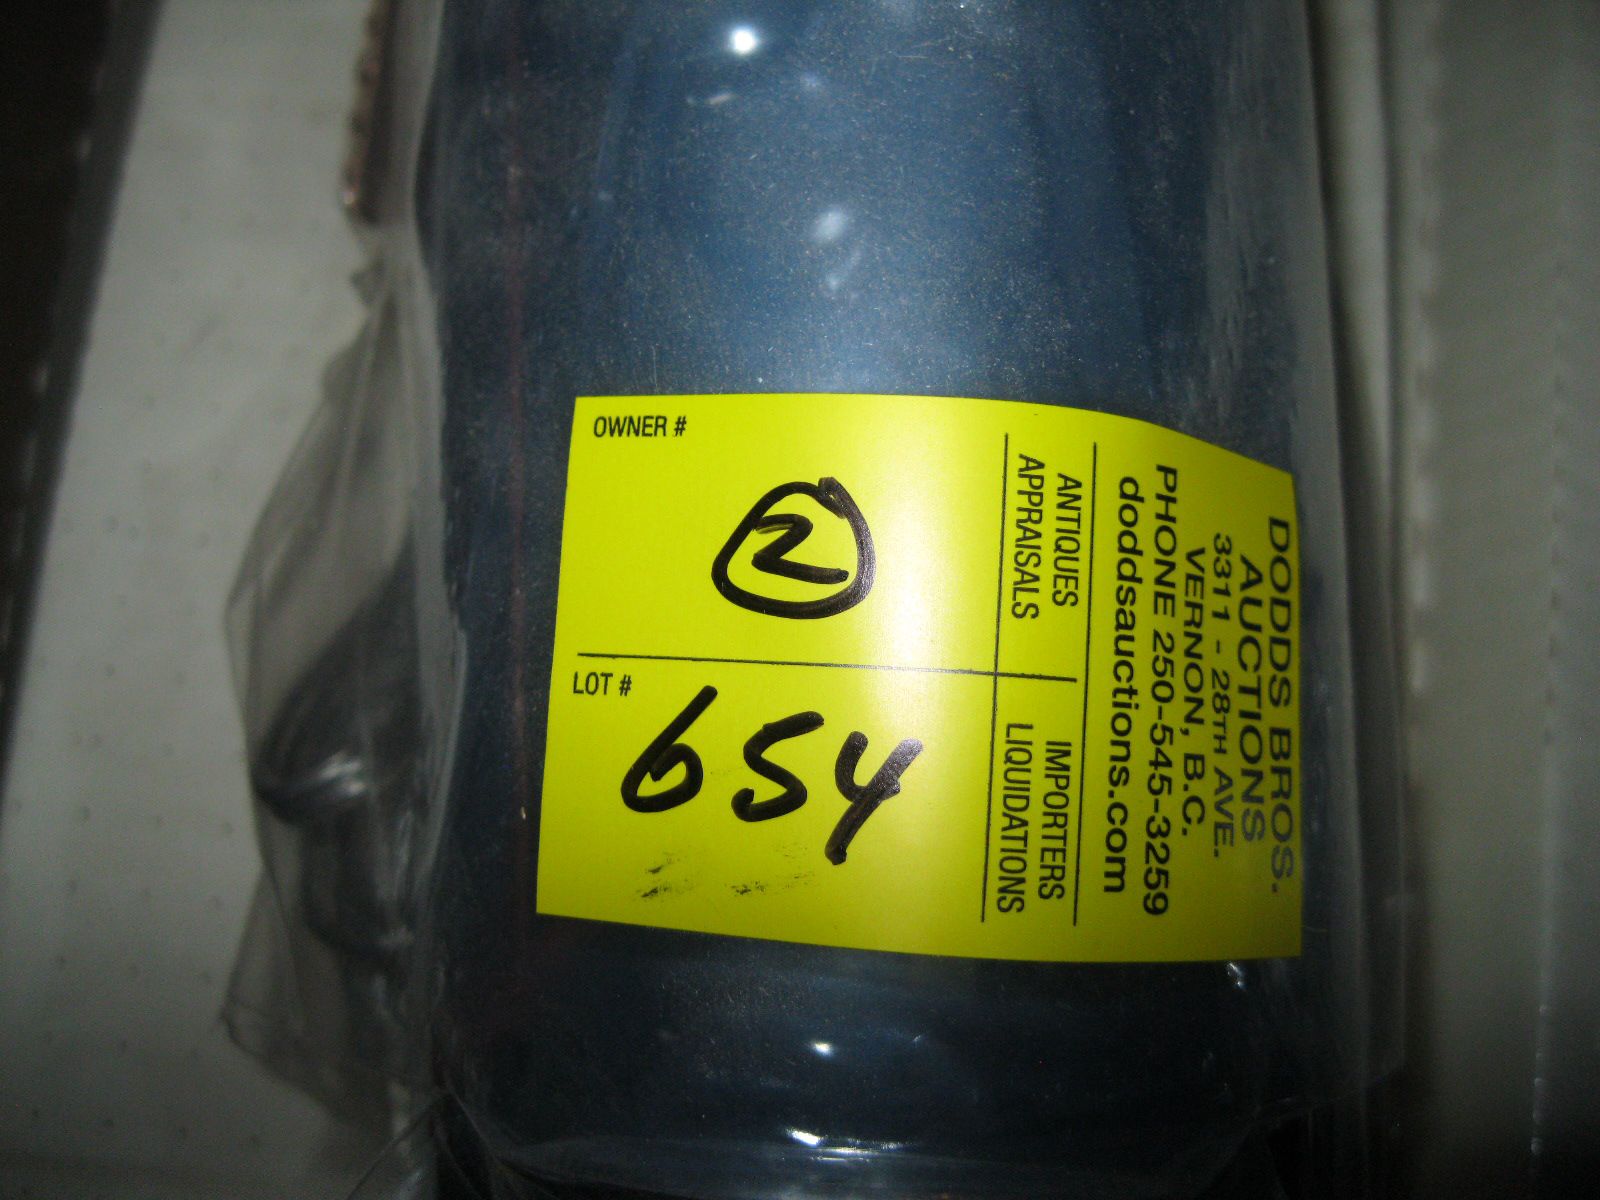 DODDS BROS.
AUCTIONS
3311 - 28TH AVE.
VERNON, B.C.
PHONE 250-545-3259
doddsauctions.com
ANTIQUES
APPRAISALS
IMPORTERS
LIQUIDATIONS
OWNER #
2
LOT #
654